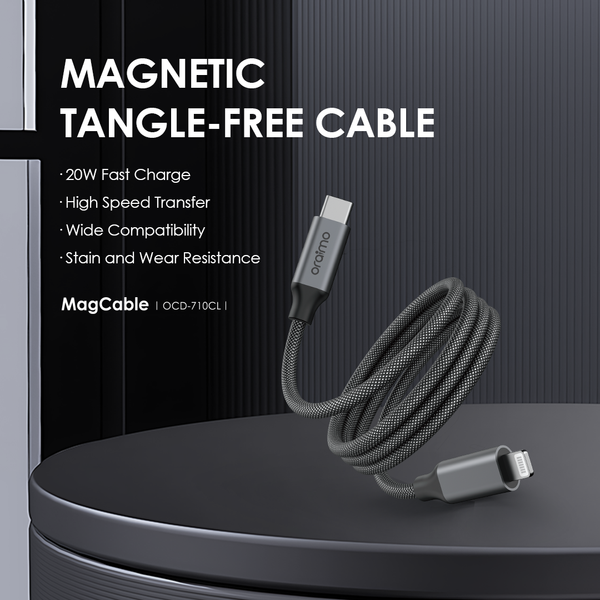 MAGNETIC
TANGLE-FREE CABLE
· 20W Fast Charge
· High Speed Transfer
· Wide Compatibility
· Stain and Wear Resistance
MagCable | OCD-710CL |
oraimo